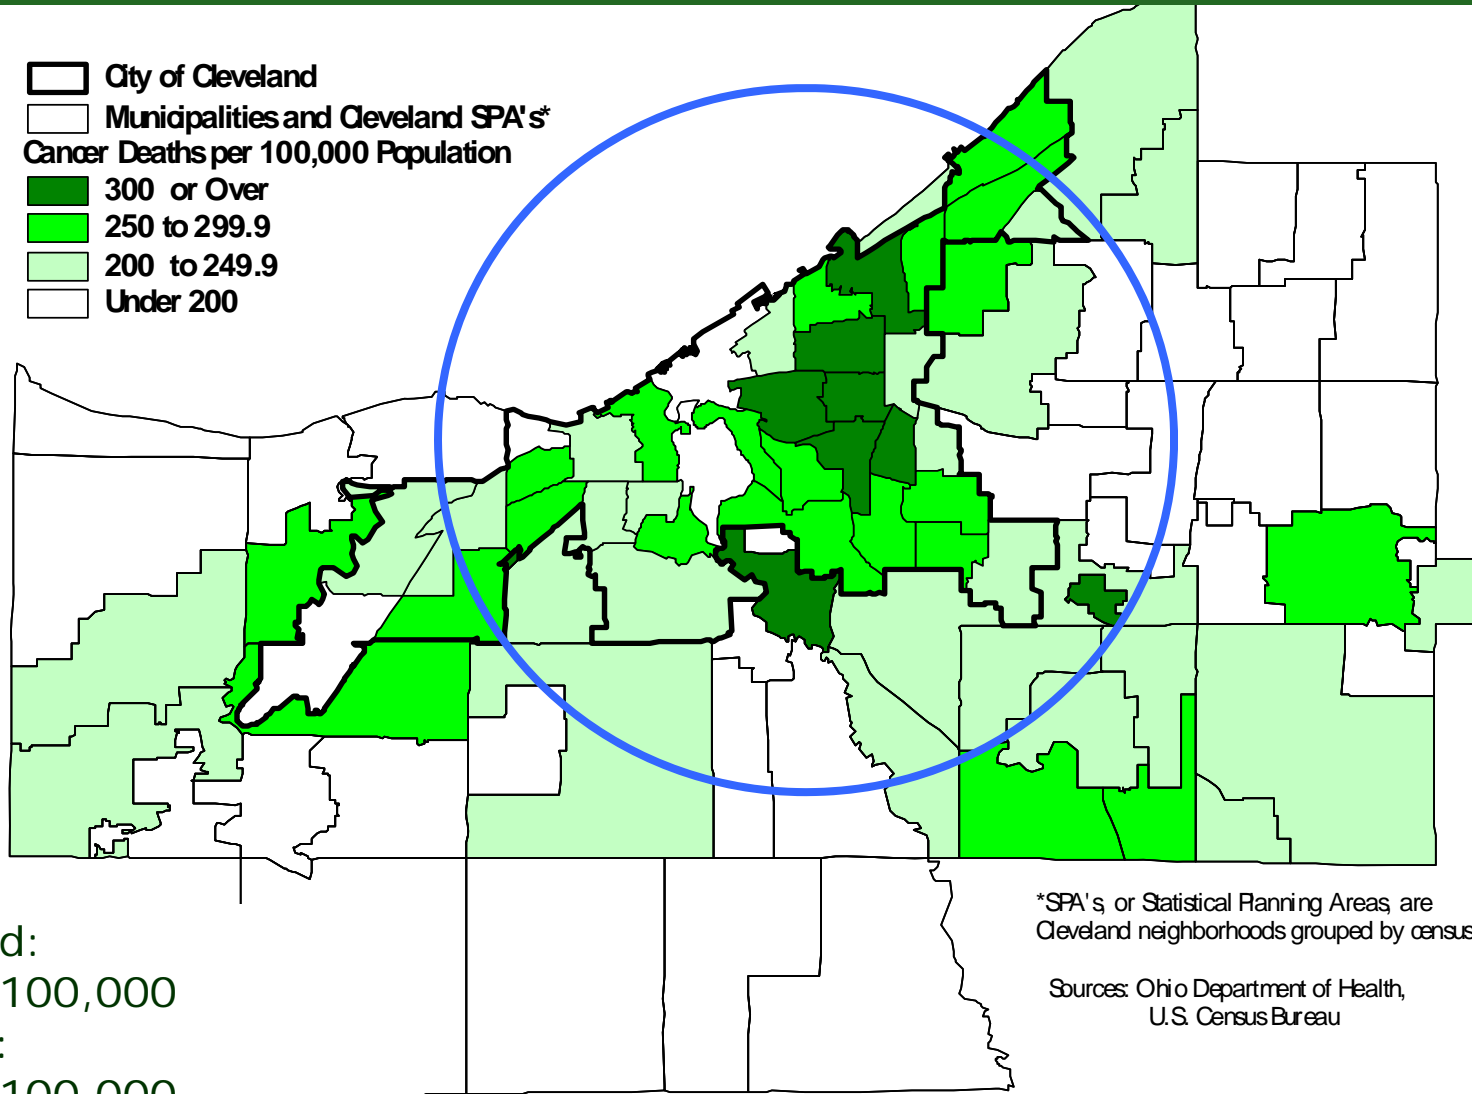 City of Cleveland
Municipalities and Cleveland SPA's*
Cancer Deaths per 100,000 Population
300 or Over
250 to 299.9
200 to 249.9
Under 200
*SPA's, or Statistical Planning Areas, are
Cleveland neighborhoods grouped by census
Sources: Ohio Department of Health,
U.S. Census Bureau
d:
100,000
:
100,000